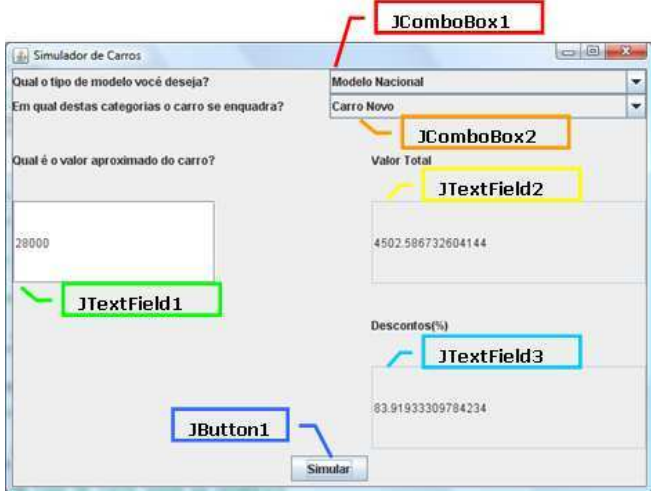 JComboBox1
Simulador de Carros
Qual o tipo de modelo você deseja?
Modelo Nacional
Em qual destas categorias o carro se enquadra?
Carro Novo
JComboBox2
Qual é o valor aproximado do carro?
Valor Total
JTextField2
28000
4502.586732604144
JTextField1
Descontos(%)
JTextField3
83.91933309784234
JButton1
Simular